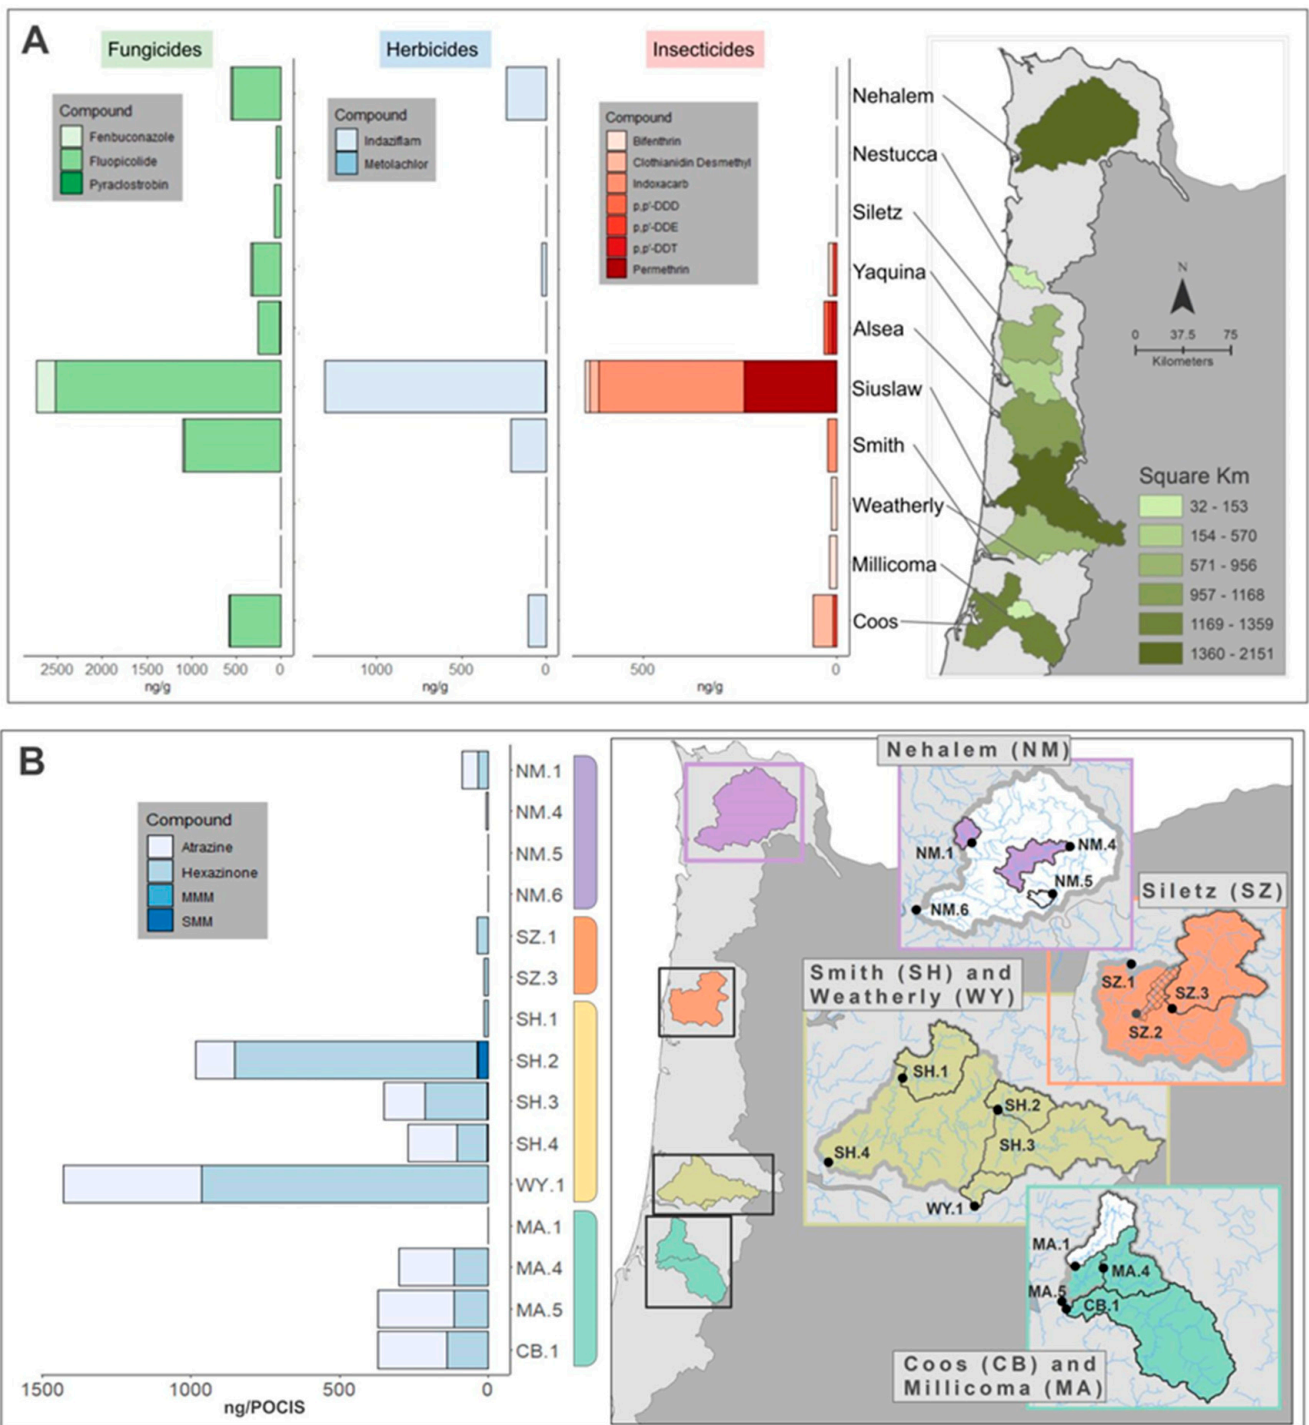 A
Fungicides
Herbicides
Insecticides
Compound
Fenbuconazole
Fluopicolide
Pyraclostrobin
Compound
Indaziflam
Metolachlor
Compound
Bifenthrin
Clothianidin Desmethyl
Indoxacarb
p,p'-DDD
p,p'-DDE
p,p'-DDT
Permethrin
Nehalem
Nestucca
Siletz
Yaquina
Alsea
Siuslaw
Smith
Weatherly
Millicoma
Coos
N
0 37.5 75
Kilometers
Square Km
32 - 153
154 - 570
571 - 956
957 - 1168
1169 - 1359
1360 - 2151
2500 2000 1500 1000 500 0
ng/g
1000 500 0
ng/g
500 0
ng/g
B
Compound
Atrazine
Hexazinone
MMM
SMM
NM.1
NM.4
NM.5
NM.6
SZ.1
SZ.3
SH.1
SH.2
SH.3
SH.4
WY.1
MA.1
MA.4
MA.5
CB.1
1500 1000 500 0
ng/POCIS
Nehalem (NM)
NM.1
NM.4
NM.5
NM.6
Siletz (SZ)
SZ.1
SZ.3
SZ.2
Smith (SH) and
Weatherly (WY)
SH.1
SH.2
SH.3
SH.4
WY.1
MA.1
MA.4
MA.5
CB.1
Coos (CB) and
Millicoma (MA)